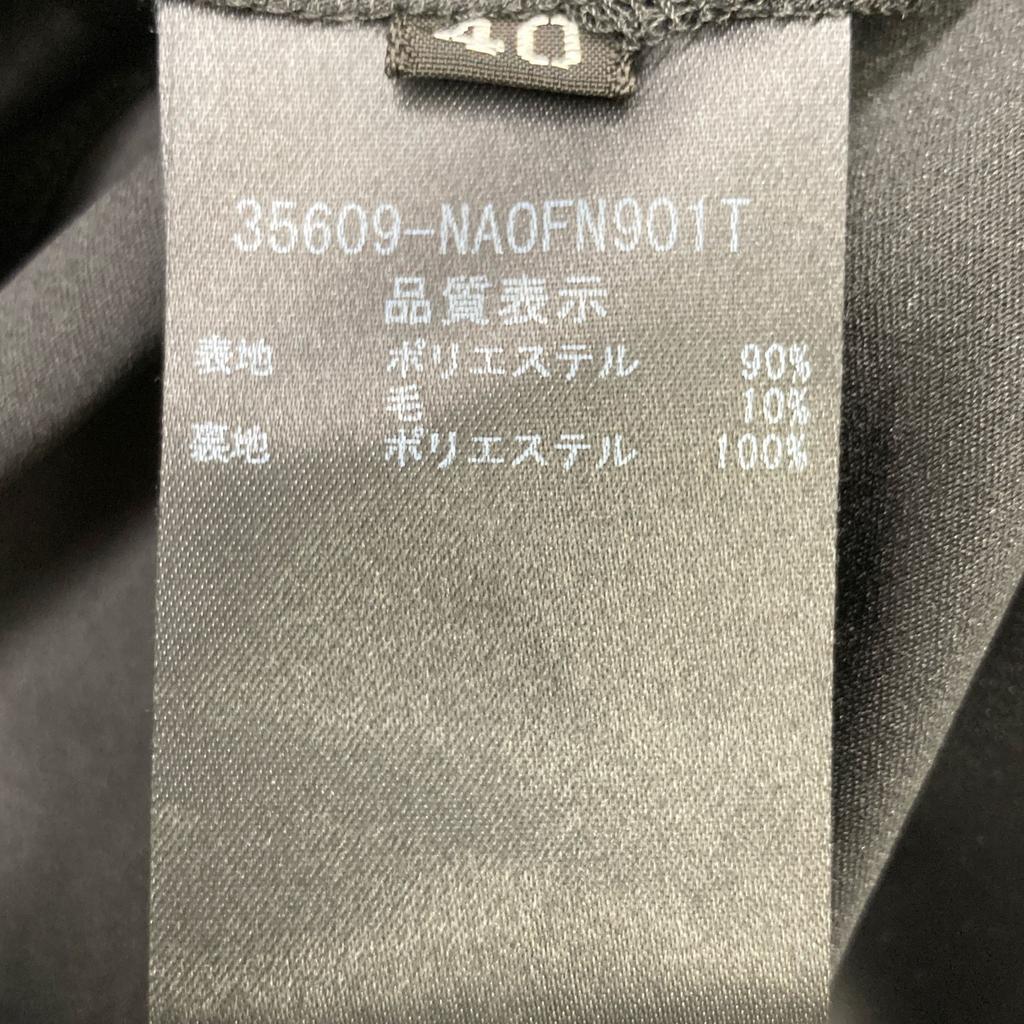 40
35609-NA0FN901T
品質表示
表地 ポリエステル 90%
毛 10%
裏地 ポリエステル 100%